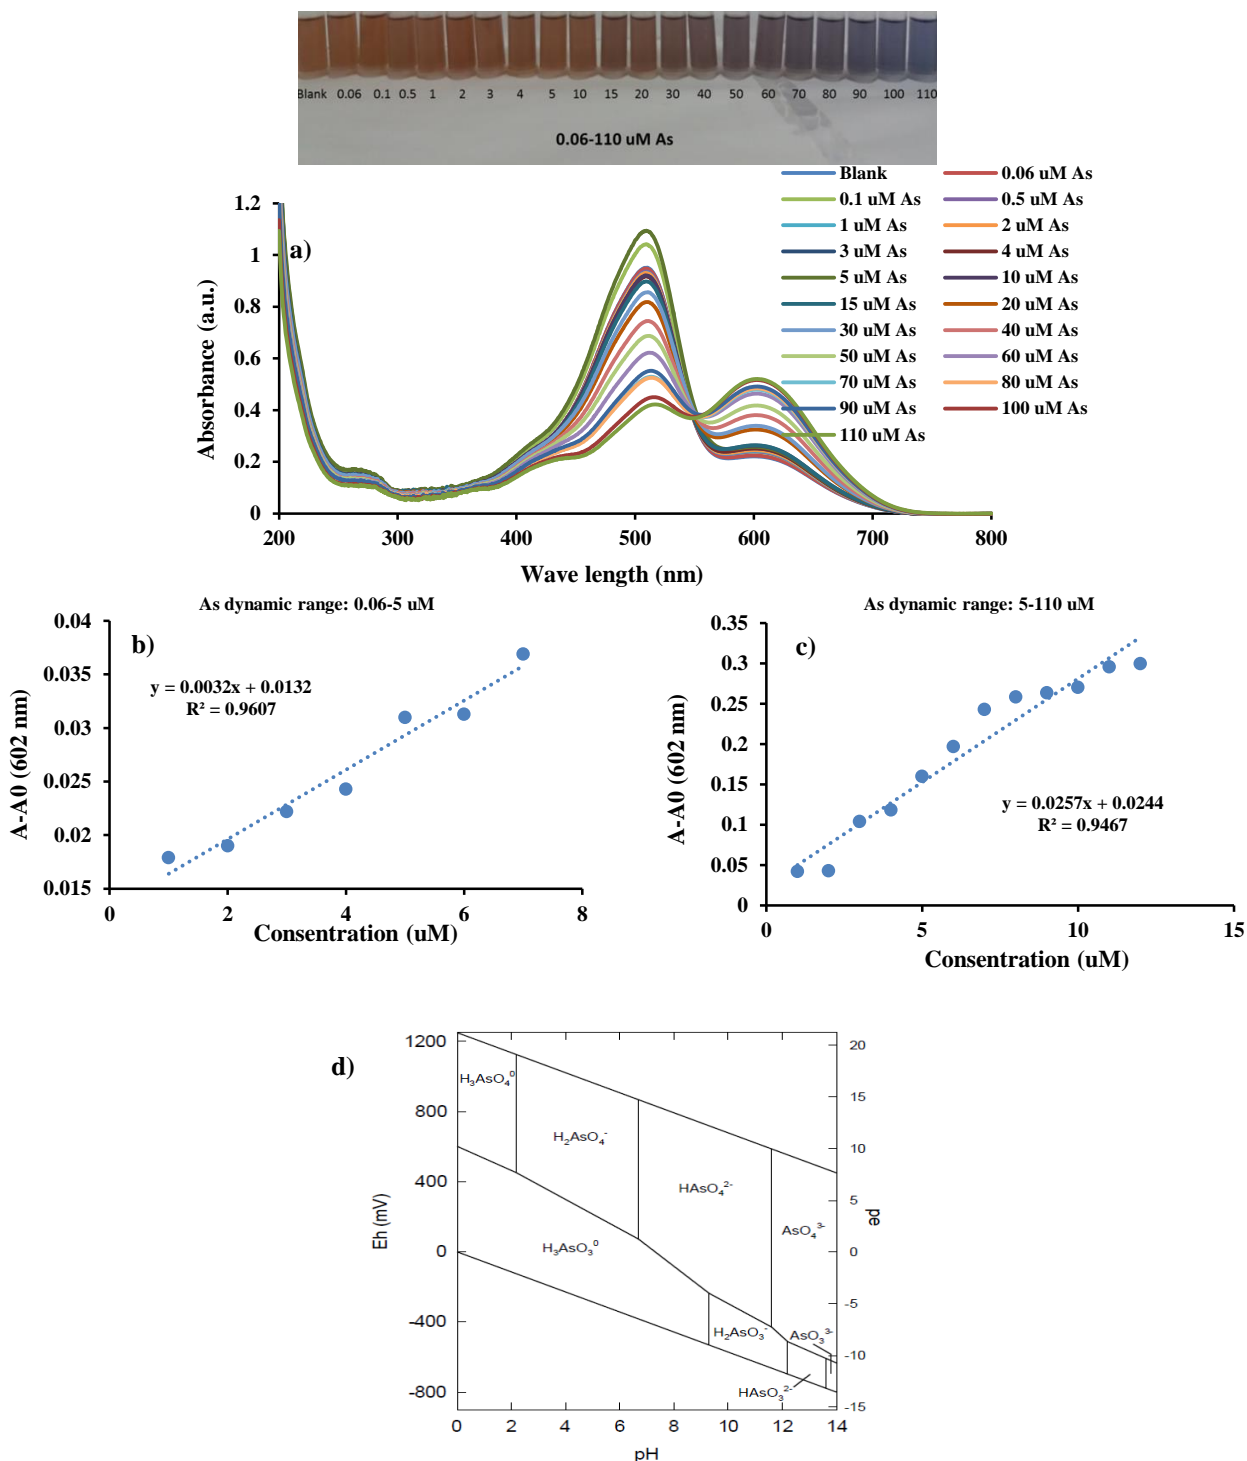 Blank 0.06 0.1 0.5 1 2 3 4 5 10 15 20 30 40 50 60 70 80 90 100 110
0.06-110 uM As
Blank 0.06 uM As
0.1 uM As 0.5 uM As
1 uM As 2 uM As
3 uM As 4 uM As
5 uM As 10 uM As
15 uM As 20 uM As
30 uM As 40 uM As
50 uM As 60 uM As
70 uM As 80 uM As
90 uM As 100 uM As
110 uM As
a)
Absorbance (a.u.)
1.2
1
0.8
0.6
0.4
0.2
0
200 300 400 500 600 700 800
Wave length (nm)
As dynamic range: 0.06-5 uM
b)
y = 0.0032x + 0.0132
R² = 0.9607
A-A0 (602 nm)
0.04
0.035
0.03
0.025
0.02
0.015
0 2 4 6 8
Consentration (uM)
As dynamic range: 5-110 uM
c)
y = 0.0257x + 0.0244
R² = 0.9467
A-A0 (602 nm)
0.35
0.3
0.25
0.2
0.15
0.1
0.05
0
0 5 10 15
Consentration (uM)
d)
Eh (mV)
1200
800
400
0
-400
-800
H₃AsO₄⁰
H₂AsO₄⁻
HAsO₄²⁻
AsO₄³⁻
H₃AsO₃⁰
H₂AsO₃⁻
AsO₃³⁻
HAsO₃²⁻
20
15
10
5
0
-5
-10
-15
pe
0 2 4 6 8 10 12 14
pH